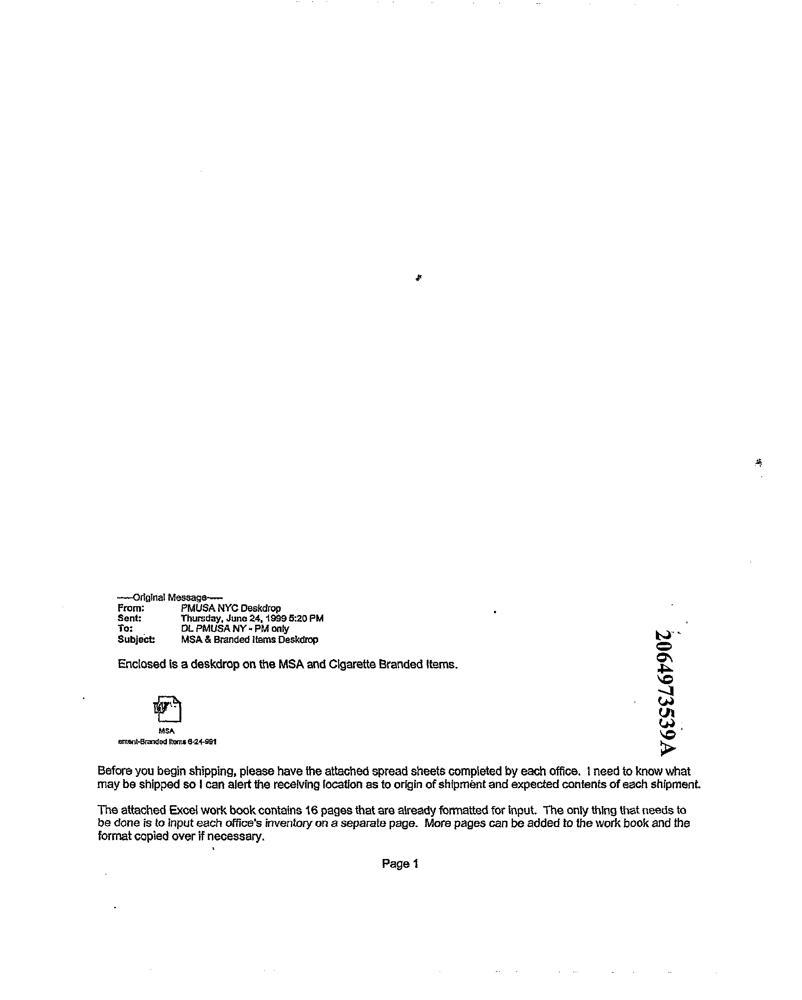 -----Original Message-----
From: PMUSA NYC Deskdrop
Sent: Thursday, June 24, 1999 5:20 PM
To: DL PMUSA NY - PM only
Subject: MSA & Branded Items Deskdrop
Enclosed is a deskdrop on the MSA and Cigarette Branded Items.
MSA
ement-Branded Items 6-24-991
2064973539A
Before you begin shipping, please have the attached spread sheets completed by each office. I need to know what
may be shipped so I can alert the receiving location as to origin of shipment and expected contents of each shipment.
The attached Excel work book contains 16 pages that are already formatted for input. The only thing that needs to
be done is to input each office's inventory on a separate page. More pages can be added to the work book and the
format copied over if necessary.
Page 1